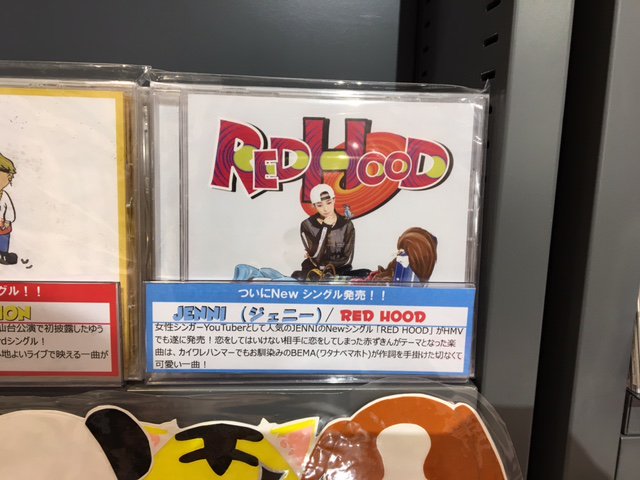 RED HOOD
ついにNew シングル発売！！
JENNI （ジェニー）/ RED HOOD
女性シンガーYouTuberとして人気のJENNIのNewシングル「RED HOOD」がHMV
でも遂に発売！恋をしてはいけない相手に恋をしてしまった赤ずきんがテーマとなった楽
曲は、カイワレハンマーでもお馴染みのBEMA(ワタナベマホト)が作詞を手掛けた切なくて
可愛い一曲！
グル！！
ION
仙台公演で初披露したゆう
rdシングル！
地よいライブで映える一曲が